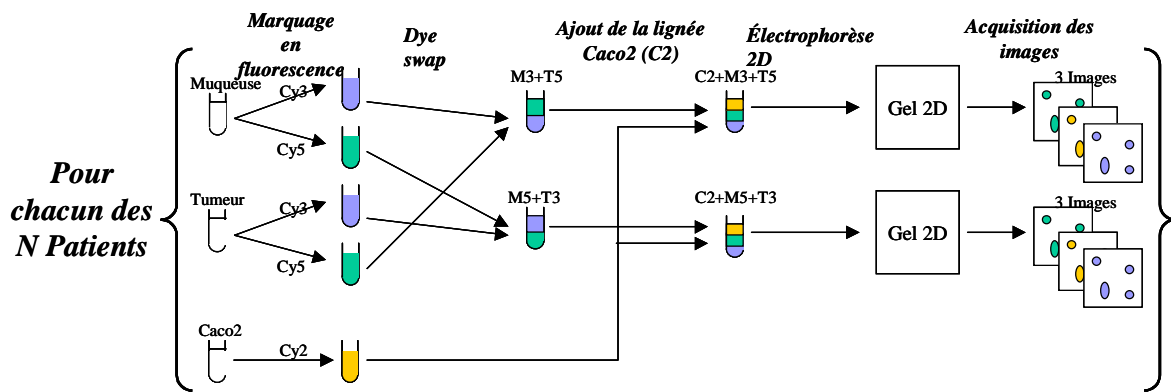 Marquage
en
fluorescence
Dye
swap
Ajout de la lignée
Caco2 (C2)
Électrophorèse
2D
Acquisition des
images
Pour
chacun des
N Patients
Muqueuse
Cy3
Cy5
Tumeur
Cy3
Cy5
Caco2
Cy2
M3+T5
M5+T3
C2+M3+T5
C2+M5+T3
Gel 2D
Gel 2D
3 Images
3 Images